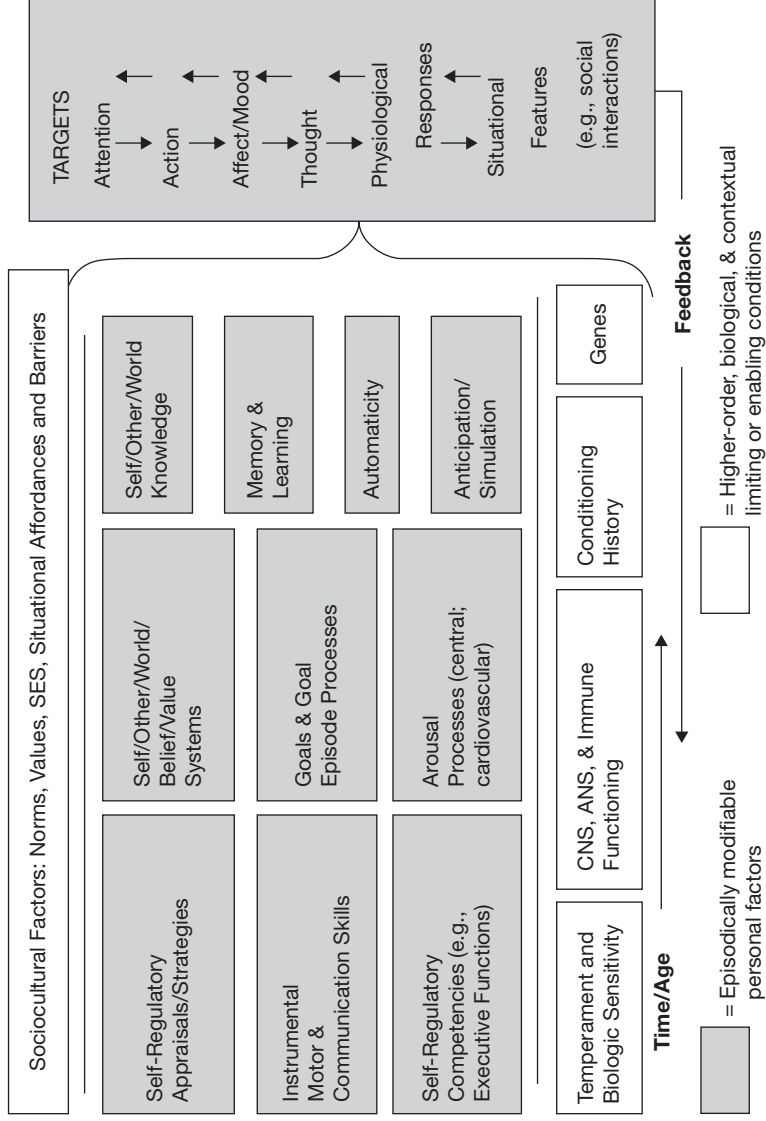 Sociocultural Factors: Norms, Values, SES, Situational Affordances and Barriers
Self-Regulatory
Appraisals/Strategies
Self/Other/World/
Belief/Value
Systems
Self/Other/World
Knowledge
Memory &
Learning
Instrumental
Motor &
Communication Skills
Goals & Goal
Episode Processes
Automaticity
Self-Regulatory
Competencies (e.g.,
Executive Functions)
Arousal
Processes (central;
cardiovascular)
Anticipation/
Simulation
Temperament and
Biologic Sensitivity
CNS, ANS, & Immune
Functioning
Conditioning
History
Genes
TARGETS
Attention
Action
Affect/Mood
Thought
Physiological
Responses
Situational
Features
(e.g., social
interactions)
Time/Age
Feedback
= Episodically modifiable
personal factors
= Higher-order, biological, & contextual
limiting or enabling conditions